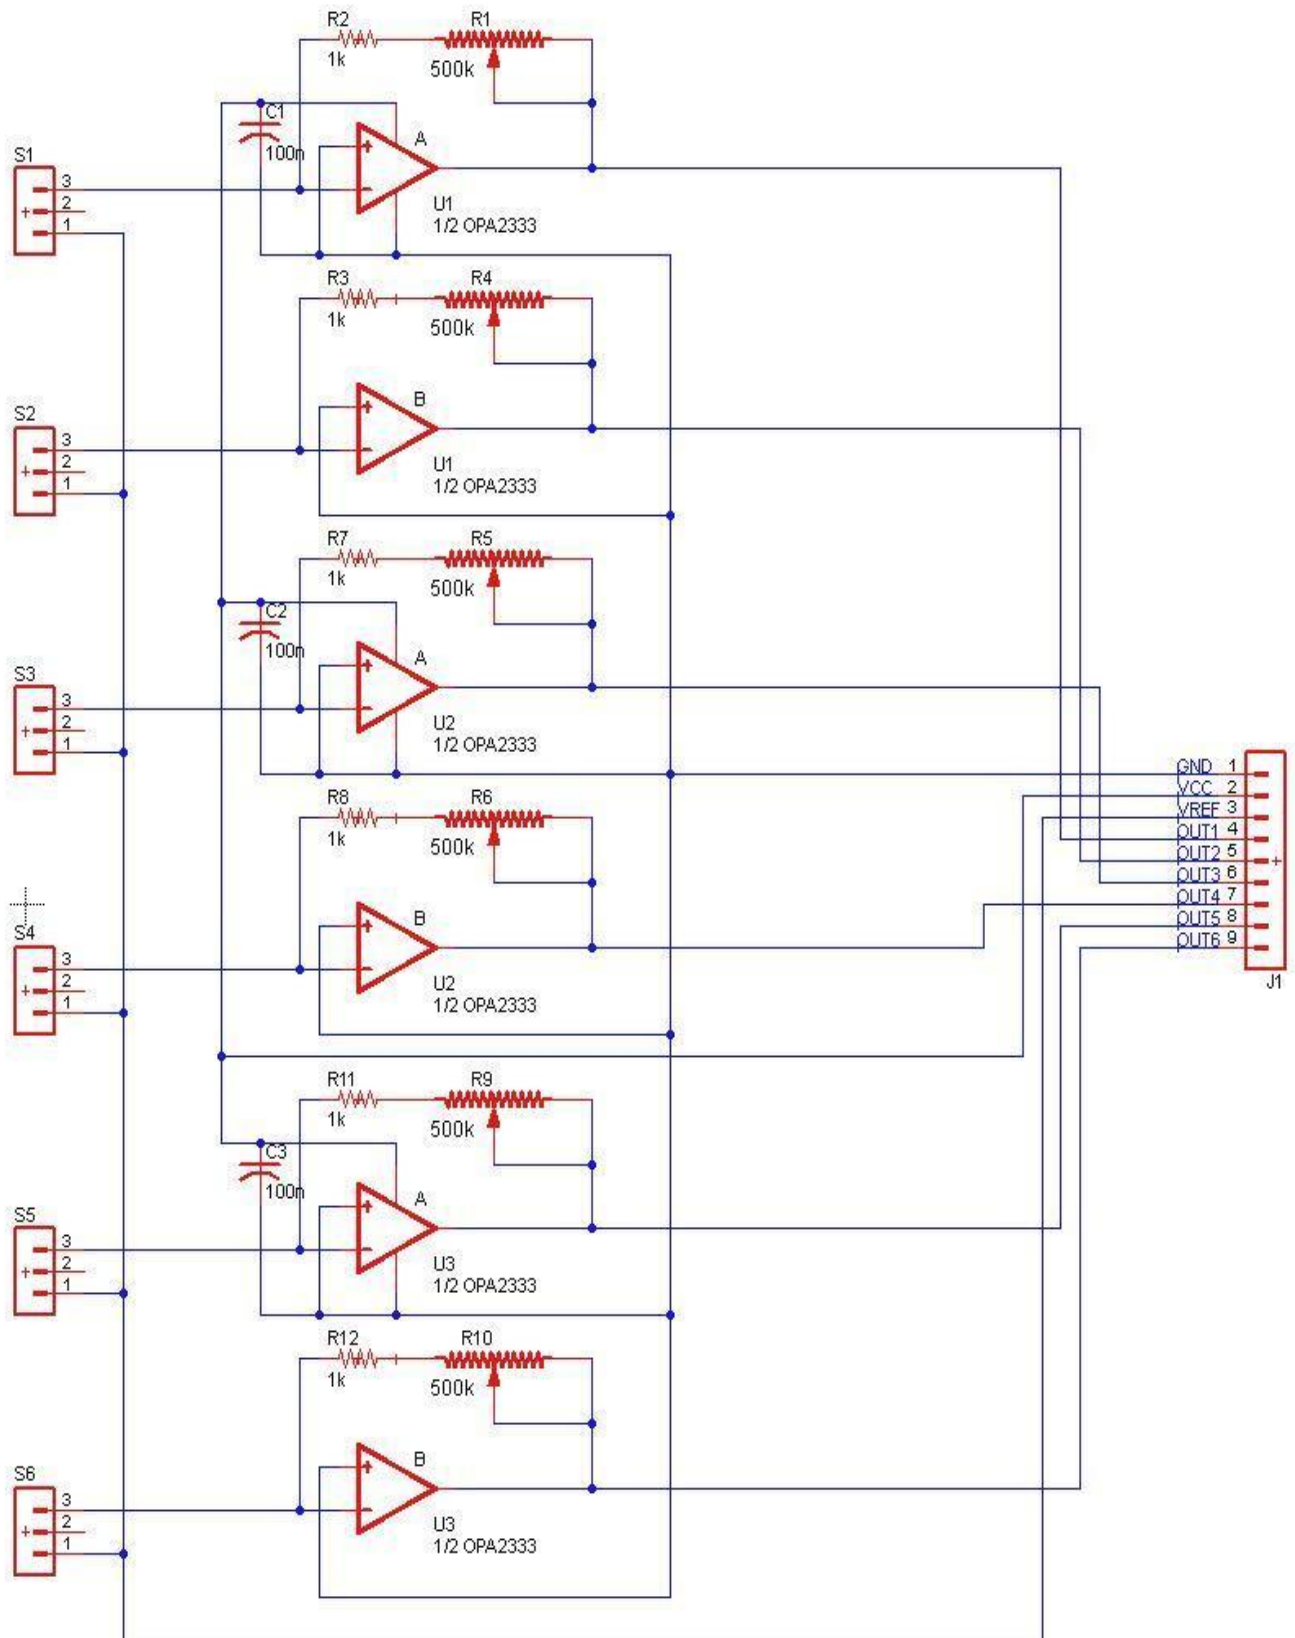 R2 R1
1k 500k
C1
100n
A
S1
3
+ 2
1
+
-
U1
1/2 OPA2333
R3 R4
1k 500k
B
S2
3
+ 2
1
+
-
U1
1/2 OPA2333
R7 R5
1k 500k
C2
100n
A
S3
3
+ 2
1
+
-
U2
1/2 OPA2333
GND 1
VCC 2
VREF 3
OUT1 4
OUT2 5 +
OUT3 6
OUT4 7
OUT5 8
OUT6 9
J1
R8 R6
1k 500k
B
S4
3
+ 2
1
+
-
U2
1/2 OPA2333
R11 R9
1k 500k
C3
100n
A
S5
3
+ 2
1
+
-
U3
1/2 OPA2333
R12 R10
1k 500k
B
S6
3
+ 2
1
+
-
U3
1/2 OPA2333